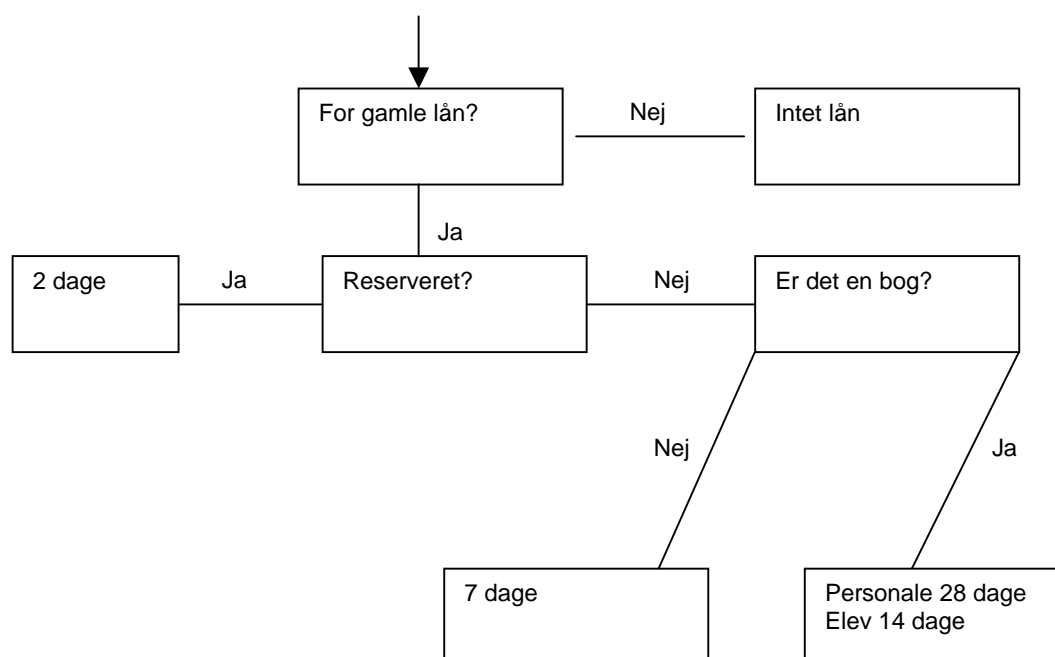 For gamle lån?
Nej
Intet lån
Ja
2 dage
Ja
Reserveret?
Nej
Er det en bog?
Nej
Ja
7 dage
Personale 28 dage
Elev 14 dage